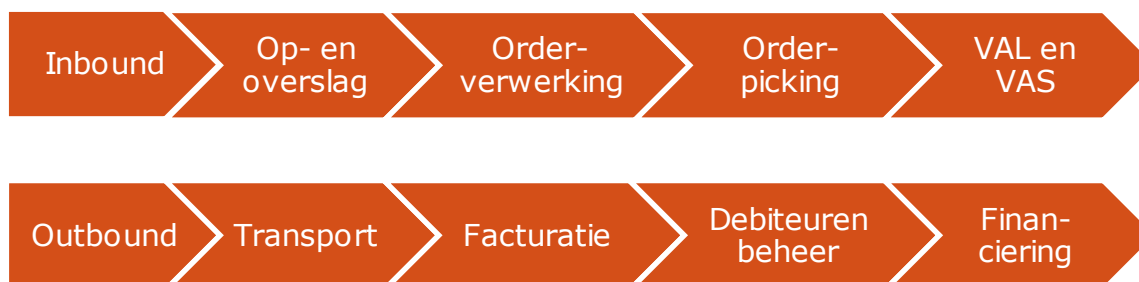 Inbound
Op- en
overslag
Order-
verwerking
Order-
picking
VAL en
VAS
Outbound
Transport
Facturatie
Debiteuren
beheer
Finan-
ciering